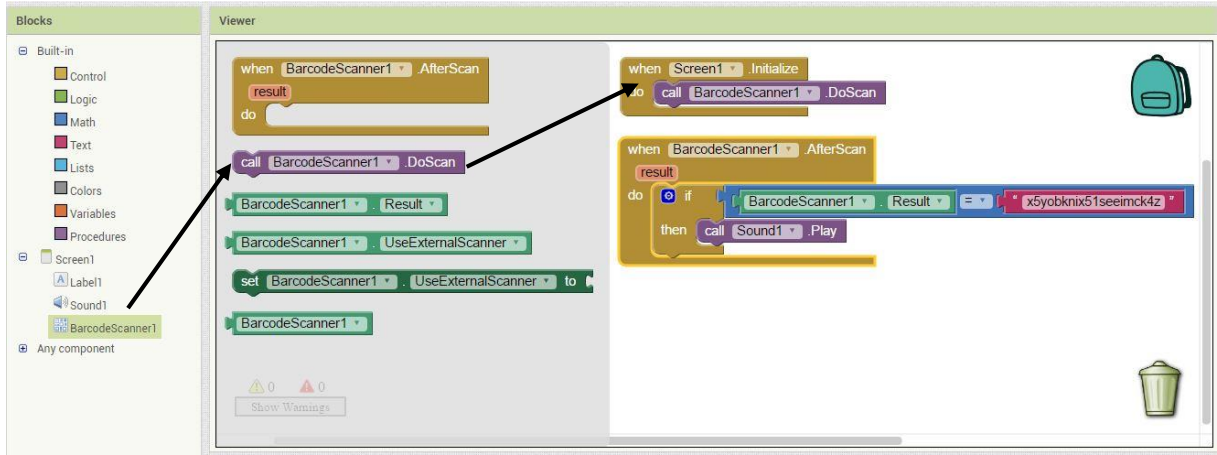 Blocks
Viewer
Built-in
Control
Logic
Math
Text
Lists
Colors
Variables
Procedures
Screen1
Label1
Sound1
BarcodeScanner1
Any component
when BarcodeScanner1 .AfterScan
result
do
call BarcodeScanner1 .DoScan
BarcodeScanner1 . Result
BarcodeScanner1 . UseExternalScanner
set BarcodeScanner1 . UseExternalScanner to
BarcodeScanner1
0 0
Show Warnings
when Screen1 .Initialize
do call BarcodeScanner1 .DoScan
when BarcodeScanner1 .AfterScan
result
do if BarcodeScanner1 . Result = " x5yobknix51seeimck4z "
then call Sound1 .Play